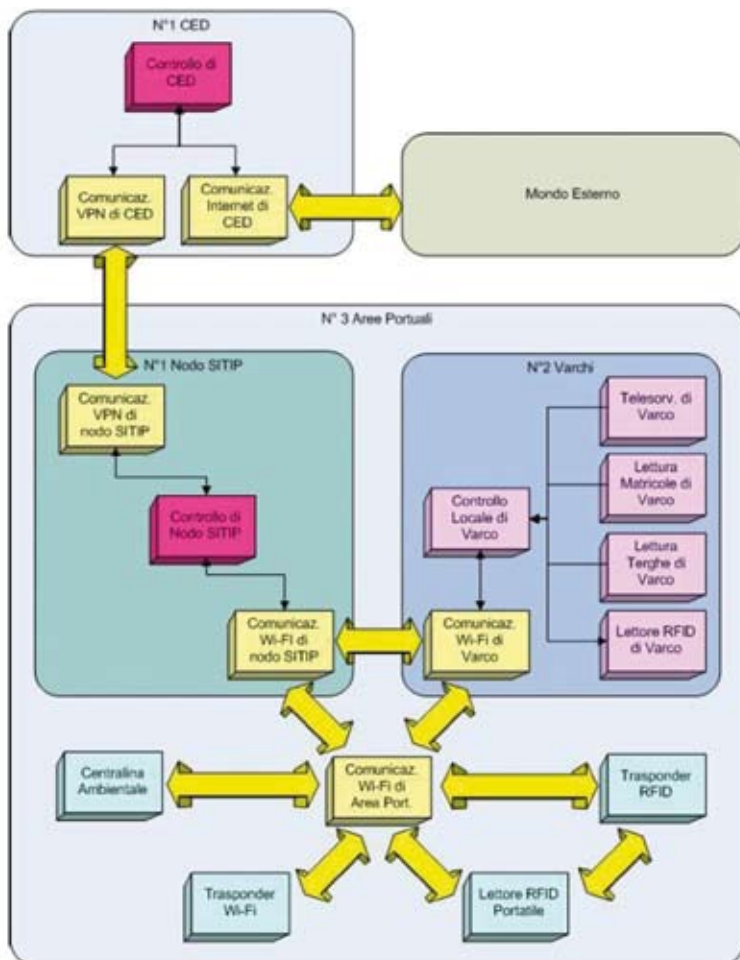 N°1 CED
Controllo di
CED
Comunicaz.
VPN di CED
Comunicaz.
Internet di
CED
Mondo Esterno
N° 3 Aree Portuali
N°1 Nodo SITIP
Comunicaz.
VPN di
nodo SITIP
Controllo di
Nodo SITIP
Comunicaz.
Wi-FI di
nodo SITIP
N°2 Varchi
Telesorv. di
Varco
Lettura
Matricole di
Varco
Controllo
Locale di
Varco
Lettura
Targhe di
Varco
Comunicaz.
Wi-Fi di
Varco
Lettore RFID
di Varco
Centralina
Ambientale
Comunicaz.
Wi-Fi di
Area Port.
Trasponder
RFID
Trasponder
Wi-Fi
Lettore RFID
Portatile